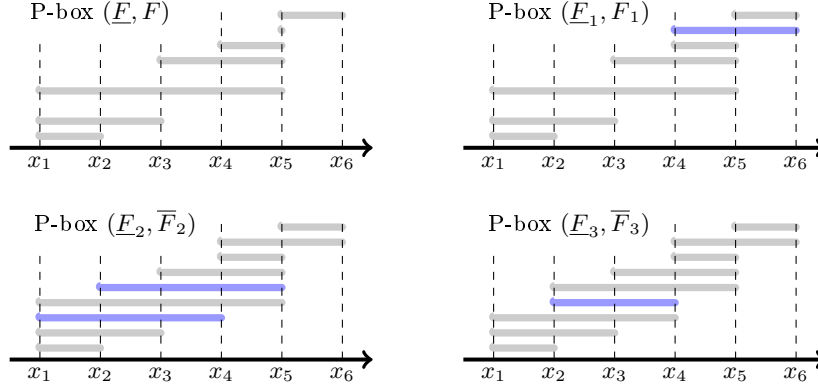 P-box (F̲, F)
x₁ x₂ x₃ x₄ x₅ x₆
P-box (F̲₁, F₁)
x₁ x₂ x₃ x₄ x₅ x₆
P-box (F̲₂, F̅₂)
x₁ x₂ x₃ x₄ x₅ x₆
P-box (F̲₃, F̅₃)
x₁ x₂ x₃ x₄ x₅ x₆